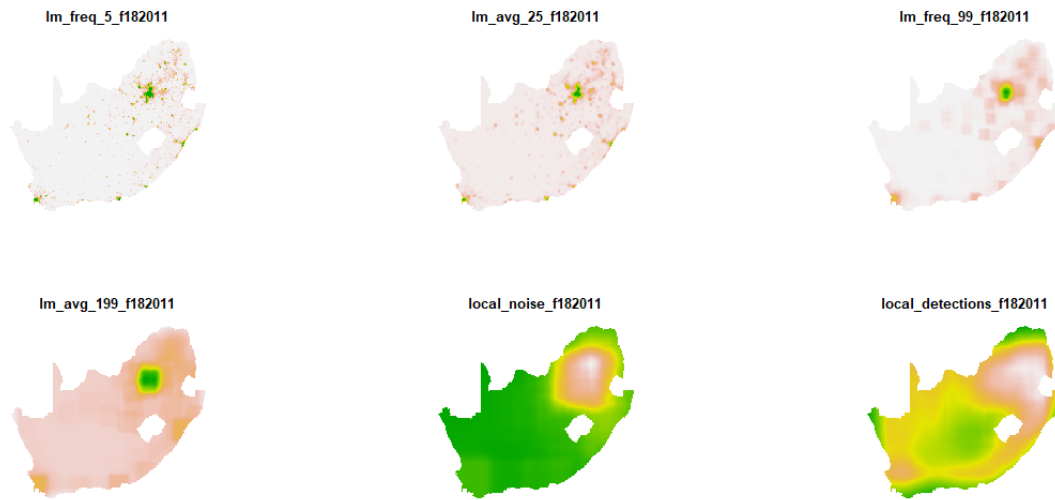 lm_freq_5_f182011
lm_avg_25_f182011
lm_freq_99_f182011
lm_avg_199_f182011
local_noise_f182011
local_detections_f182011